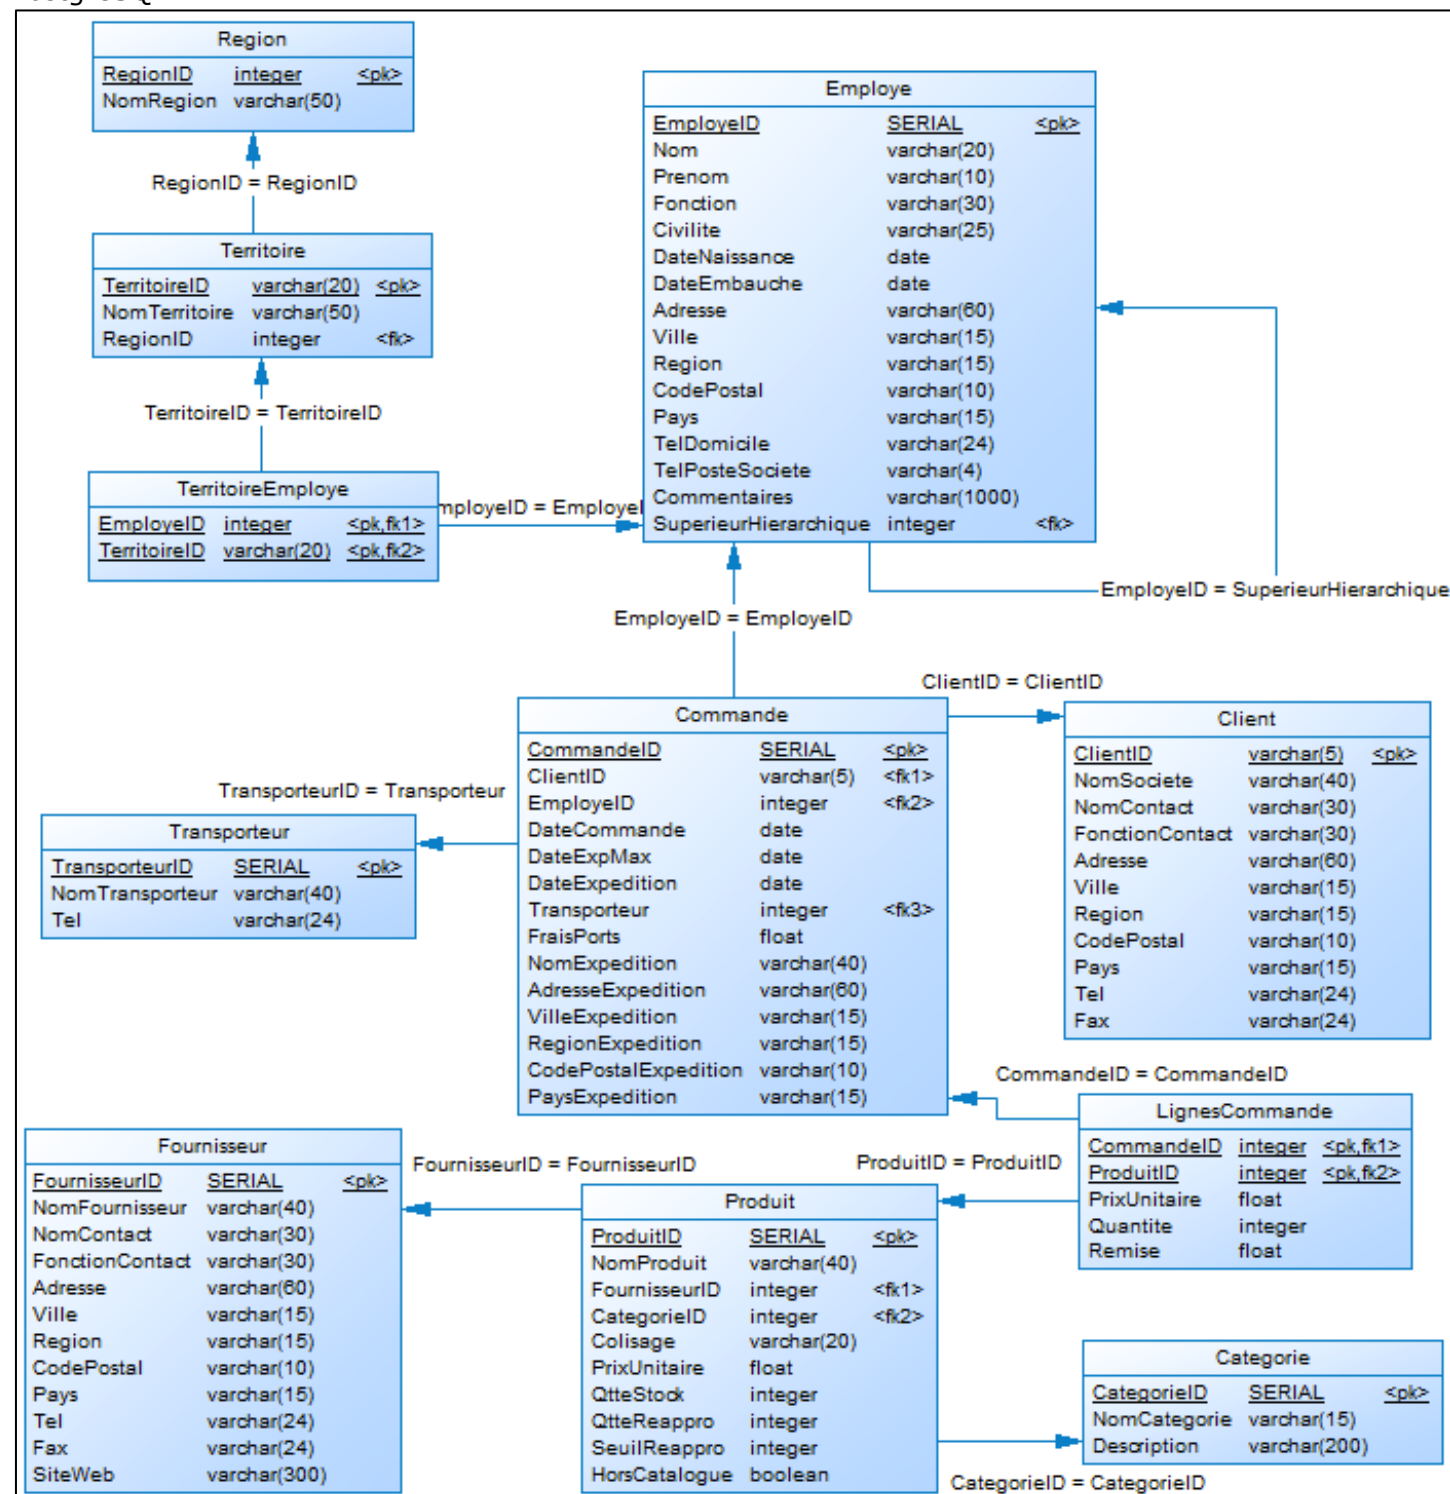 Region
RegionID integer <pk>
NomRegion varchar(50)
RegionID = RegionID
Territoire
TerritoireID varchar(20) <pk>
NomTerritoire varchar(50)
RegionID integer <fk>
TerritoireID = TerritoireID
TerritoireEmploye
EmployeID integer <pk,fk1>
TerritoireID varchar(20) <pk,fk2>
mployeID = EmployeI
Employe
EmployeID SERIAL <pk>
Nom varchar(20)
Prenom varchar(10)
Fonction varchar(30)
Civilite varchar(25)
DateNaissance date
DateEmbauche date
Adresse varchar(60)
Ville varchar(15)
Region varchar(15)
CodePostal varchar(10)
Pays varchar(15)
TelDomicile varchar(24)
TelPosteSociete varchar(4)
Commentaires varchar(1000)
SuperieurHierarchique integer <fk>
EmployeID = SuperieurHierarchique
EmployeID = EmployeID
ClientID = ClientID
Commande
CommandeID SERIAL <pk>
ClientID varchar(5) <fk1>
EmployeID integer <fk2>
DateCommande date
DateExpMax date
DateExpedition date
Transporteur integer <fk3>
FraisPorts float
NomExpedition varchar(40)
AdresseExpedition varchar(60)
VilleExpedition varchar(15)
RegionExpedition varchar(15)
CodePostalExpedition varchar(10)
PaysExpedition varchar(15)
TransporteurID = Transporteur
Transporteur
TransporteurID SERIAL <pk>
NomTransporteur varchar(40)
Tel varchar(24)
Client
ClientID varchar(5) <pk>
NomSociete varchar(40)
NomContact varchar(30)
FonctionContact varchar(30)
Adresse varchar(60)
Ville varchar(15)
Region varchar(15)
CodePostal varchar(10)
Pays varchar(15)
Tel varchar(24)
Fax varchar(24)
CommandeID = CommandeID
LignesCommande
CommandeID integer <pk,fk1>
ProduitID integer <pk,fk2>
PrixUnitaire float
Quantite integer
Remise float
Fournisseur
FournisseurID SERIAL <pk>
NomFournisseur varchar(40)
NomContact varchar(30)
FonctionContact varchar(30)
Adresse varchar(60)
Ville varchar(15)
Region varchar(15)
CodePostal varchar(10)
Pays varchar(15)
Tel varchar(24)
Fax varchar(24)
SiteWeb varchar(300)
FournisseurID = FournisseurID
ProduitID = ProduitID
Produit
ProduitID SERIAL <pk>
NomProduit varchar(40)
FournisseurID integer <fk1>
CategorieID integer <fk2>
Colisage varchar(20)
PrixUnitaire float
QtteStock integer
QtteReappro integer
SeuilReappro integer
HorsCatalogue boolean
Categorie
CategorieID SERIAL <pk>
NomCategorie varchar(15)
Description varchar(200)
CategorieID = CategorieID